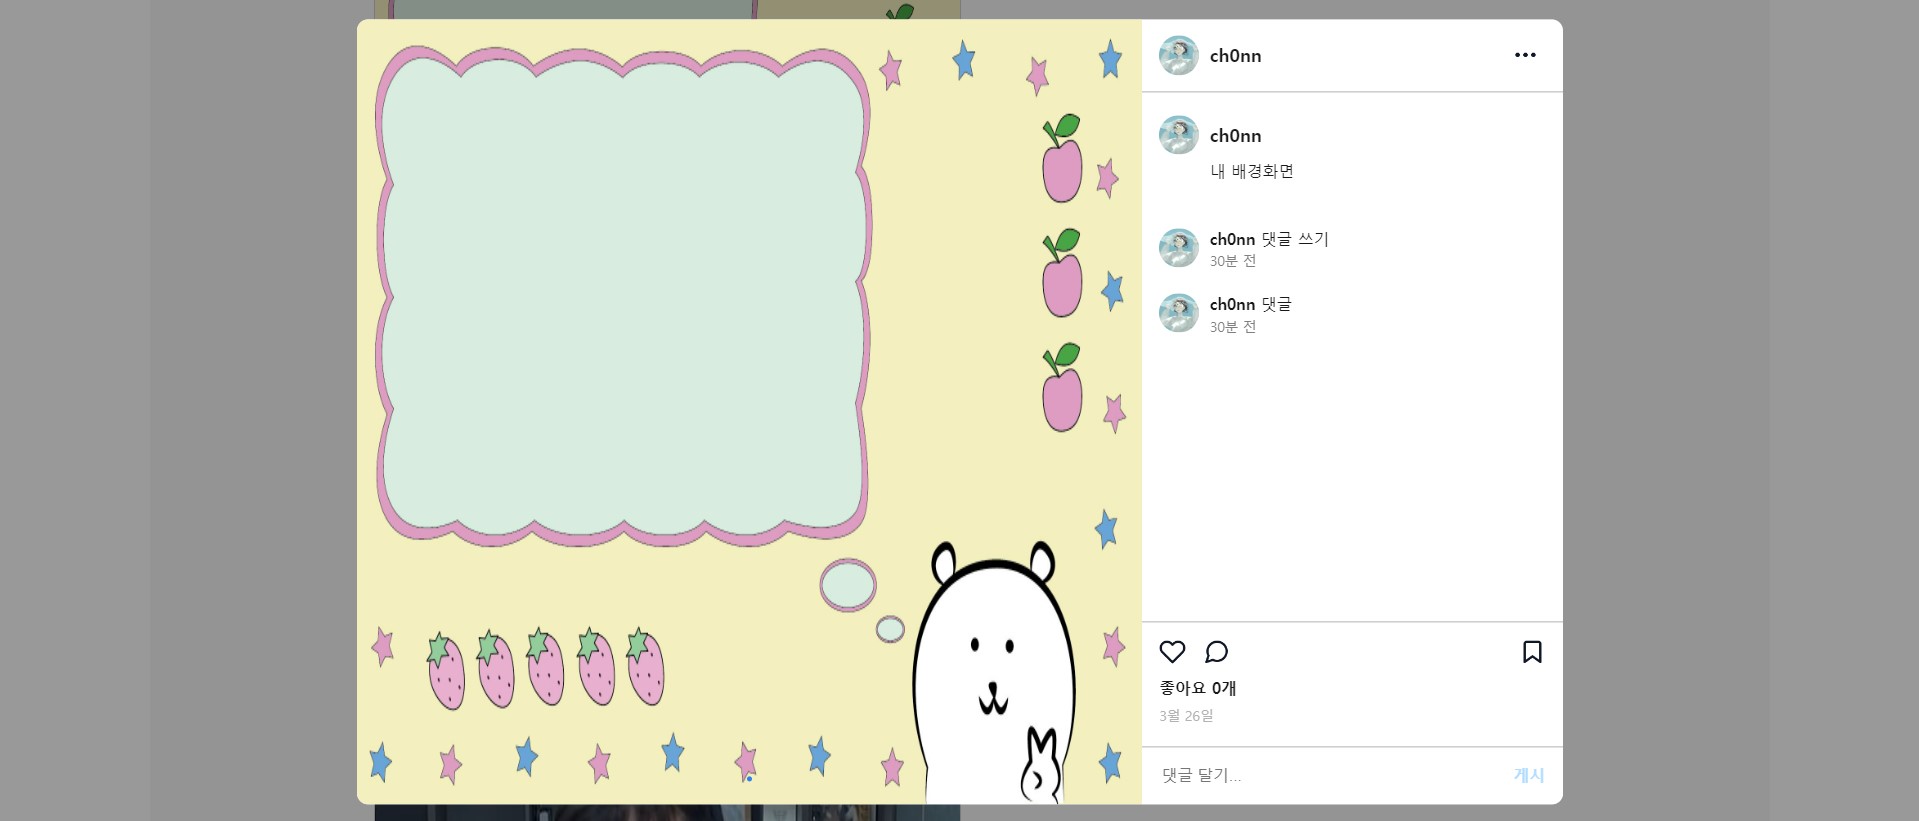 ch0nn
ch0nn
내 배경화면
ch0nn 댓글 쓰기
30분 전
ch0nn 댓글
30분 전
좋아요 0개
3월 26일
댓글 달기...
게시